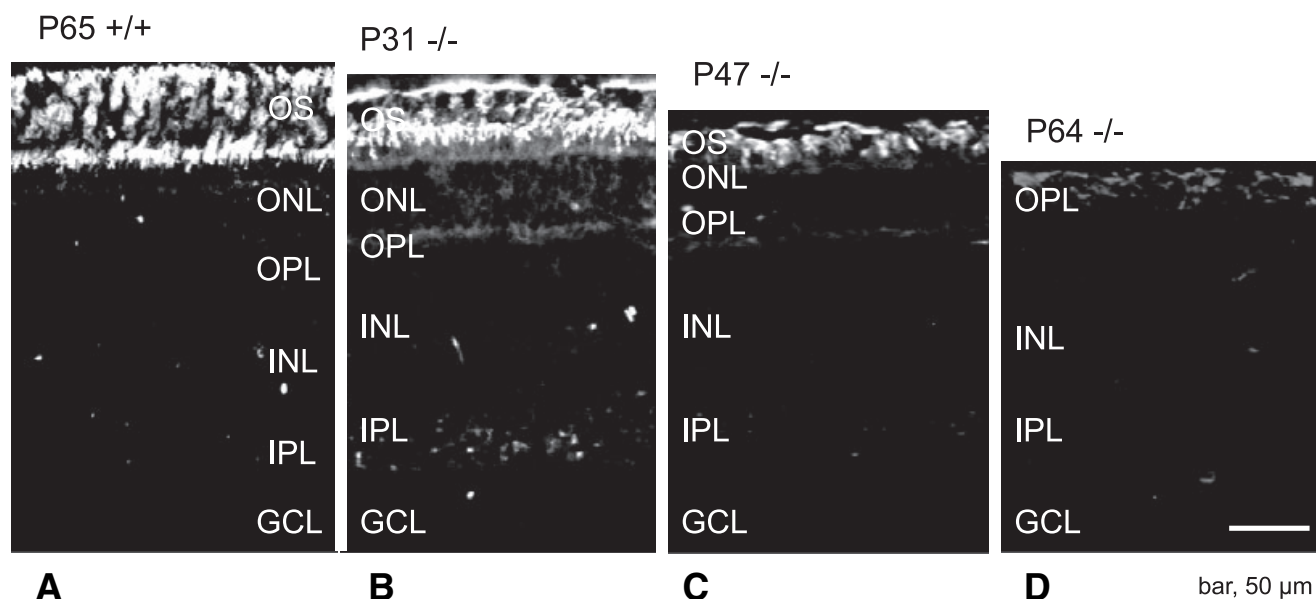 P65 +/+
OS
ONL
OPL
INL
IPL
GCL
A
P31 -/-
OS
ONL
OPL
INL
IPL
GCL
B
P47 -/-
OS
ONL
OPL
INL
IPL
GCL
C
P64 -/-
OPL
INL
IPL
GCL
D
bar, 50 µm